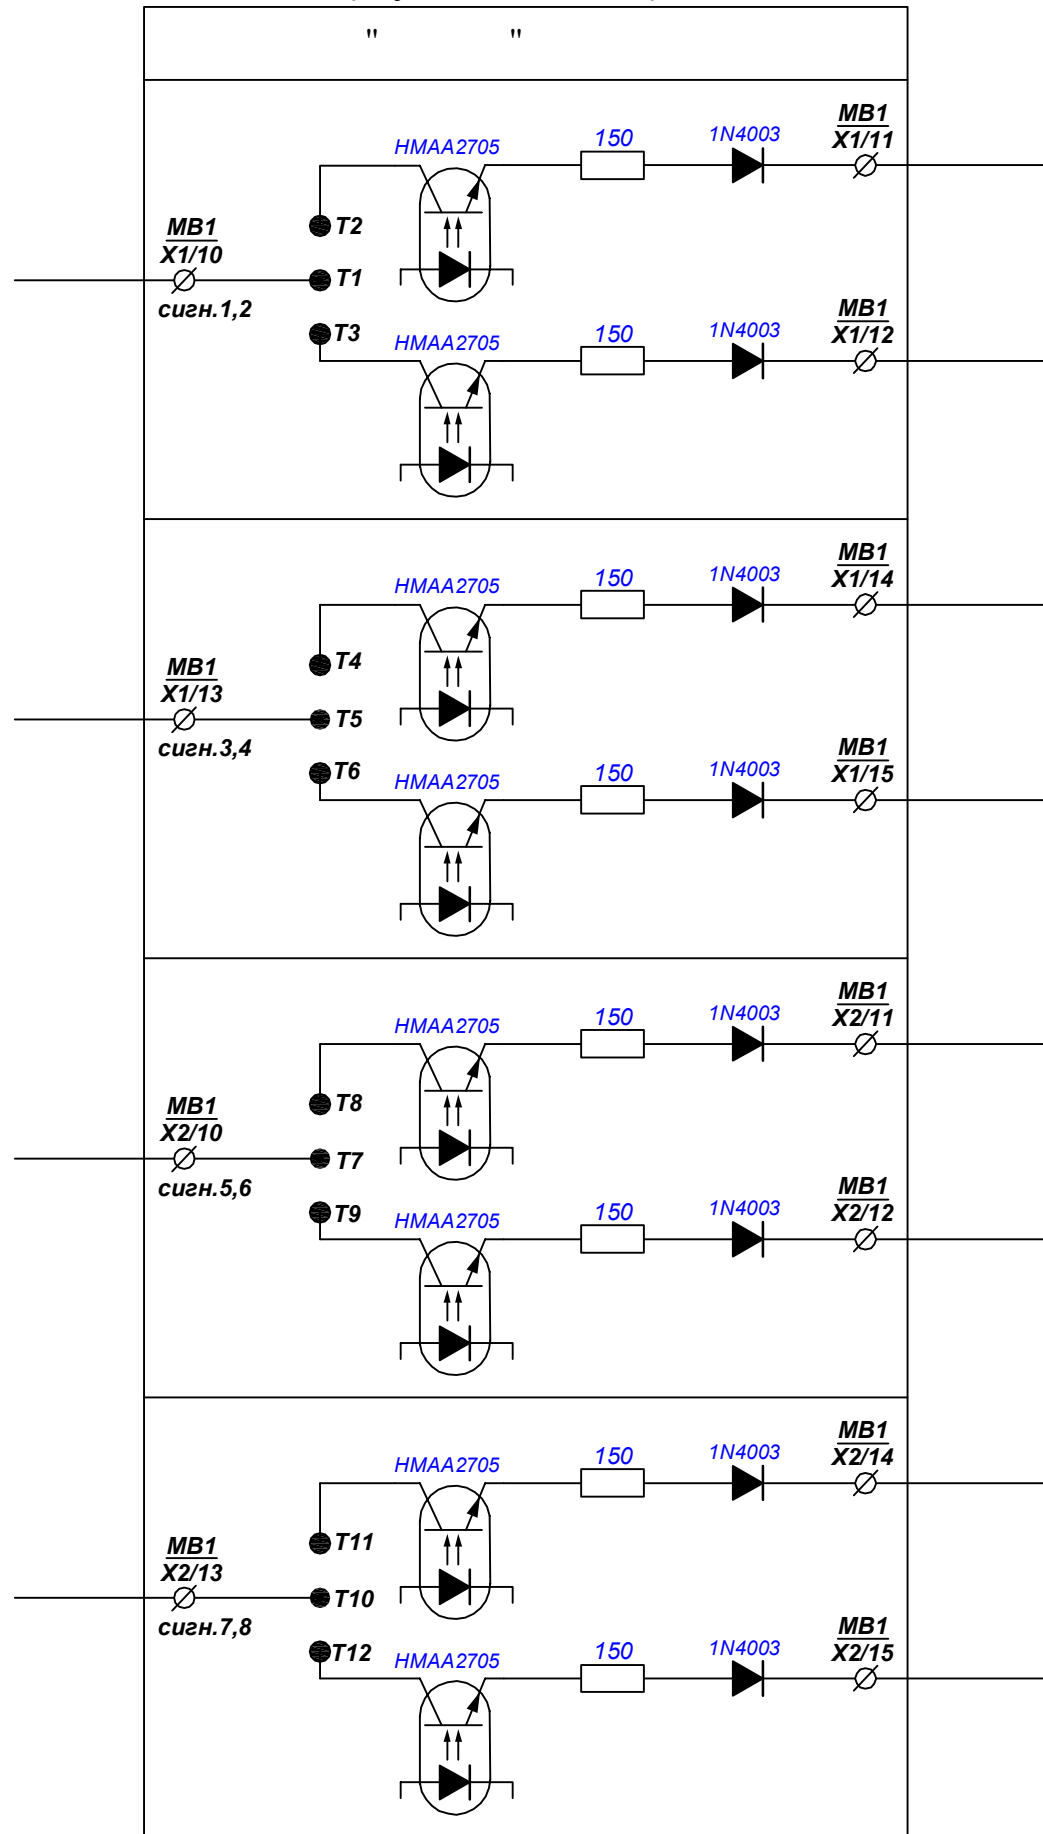 " "
HMAA2705 150 1N4003 MB1
X1/11
T2
MB1
X1/10
T1
сигн.1,2
T3
HMAA2705 150 1N4003 MB1
X1/12
HMAA2705 150 1N4003 MB1
X1/14
T4
MB1
X1/13
T5
сигн.3,4
T6
HMAA2705 150 1N4003 MB1
X1/15
HMAA2705 150 1N4003 MB1
X2/11
T8
MB1
X2/10
T7
сигн.5,6
T9
HMAA2705 150 1N4003 MB1
X2/12
HMAA2705 150 1N4003 MB1
X2/14
T11
MB1
X2/13
T10
сигн.7,8
T12
HMAA2705 150 1N4003 MB1
X2/15